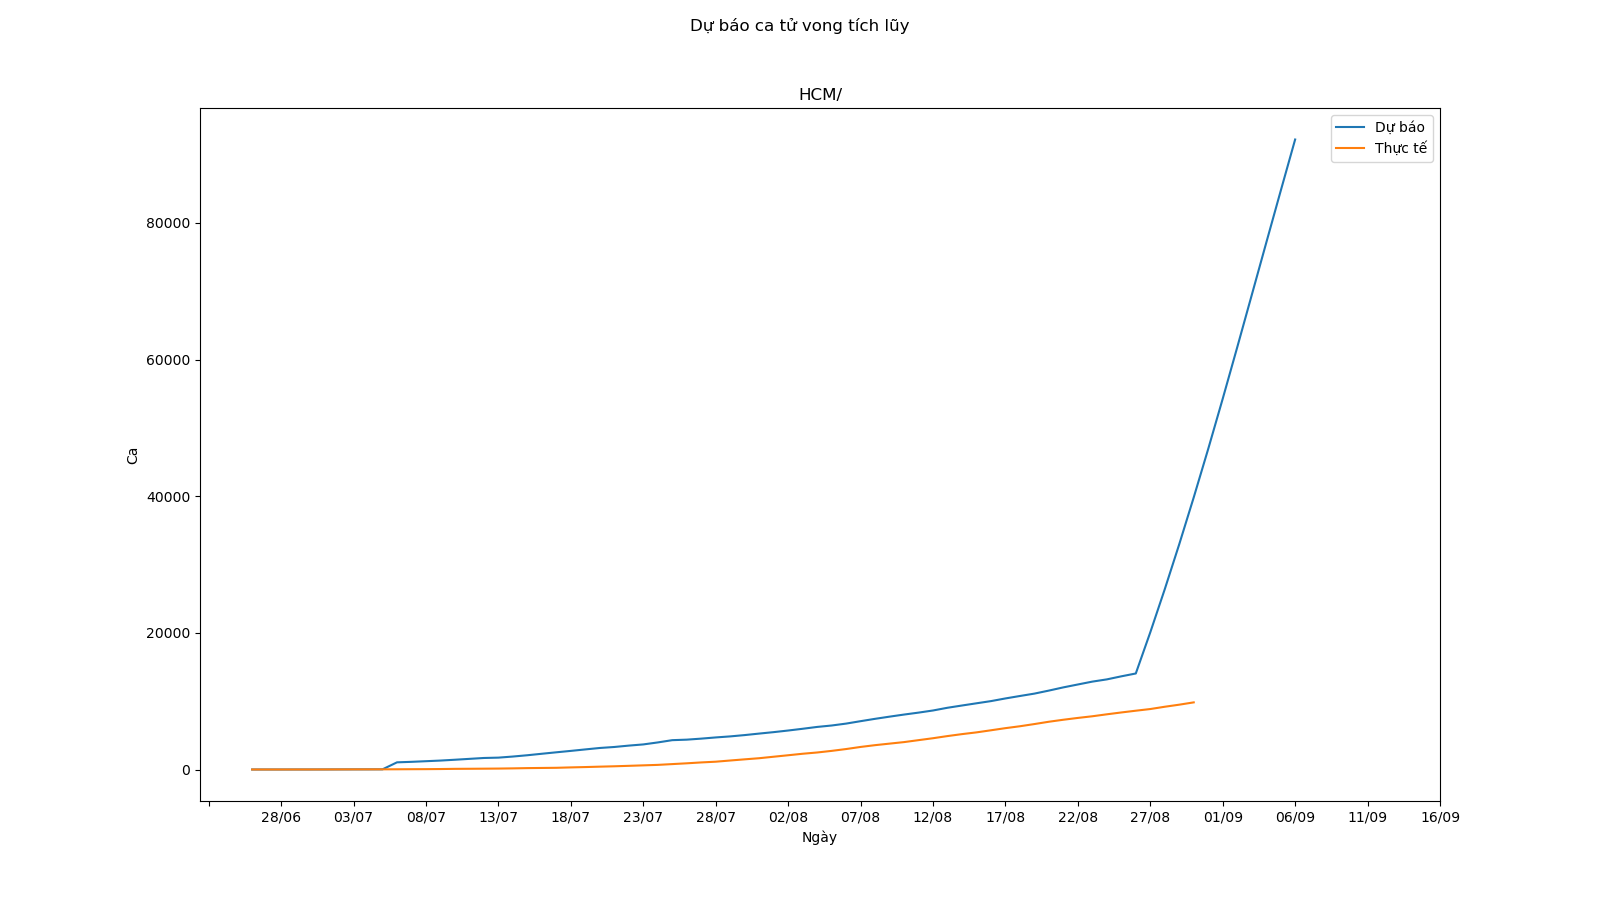 Dự báo ca tử vong tích lũy
HCM/
Dự báo
Thực tế
80000
60000
40000
20000
0
Ca
28/06 03/07 08/07 13/07 18/07 23/07 28/07 02/08 07/08 12/08 17/08 22/08 27/08 01/09 06/09 11/09 16/09
Ngày